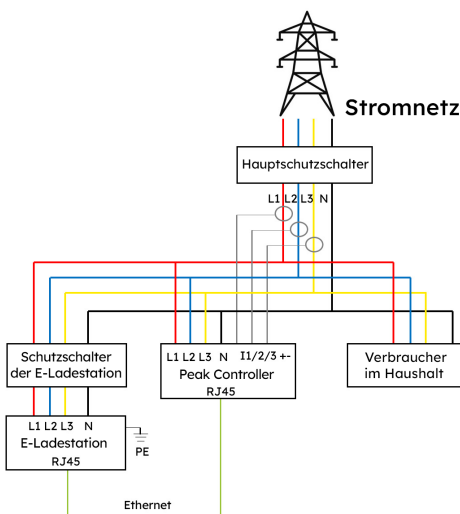 Stromnetz
Hauptschutzschalter
L1 L2 L3 N
Schutzschalter
der E-Ladestation
L1 L2 L3 N I1/2/3 +-
Peak Controller
RJ45
Verbraucher
im Haushalt
L1 L2 L3 N
E-Ladestation
RJ45
PE
Ethernet